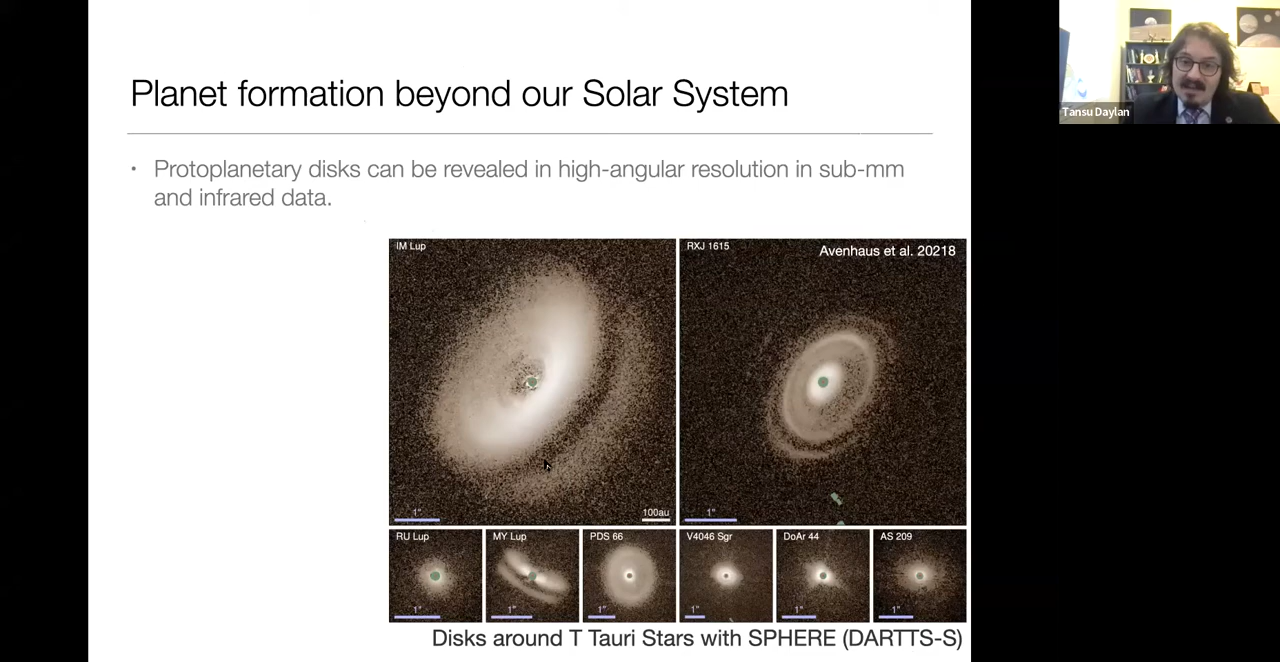 Planet formation beyond our Solar System
Tansu Daylan
• Protoplanetary disks can be revealed in high-angular resolution in sub-mm
and infrared data.
IM Lup
RXJ 1615
Avenhaus et al. 20218
1"
100au
1"
RU Lup
MY Lup
PDS 66
V4046 Sgr
DoAr 44
AS 209
1"
1"
1"
1"
1"
1"
Disks around T Tauri Stars with SPHERE (DARTTS-S)